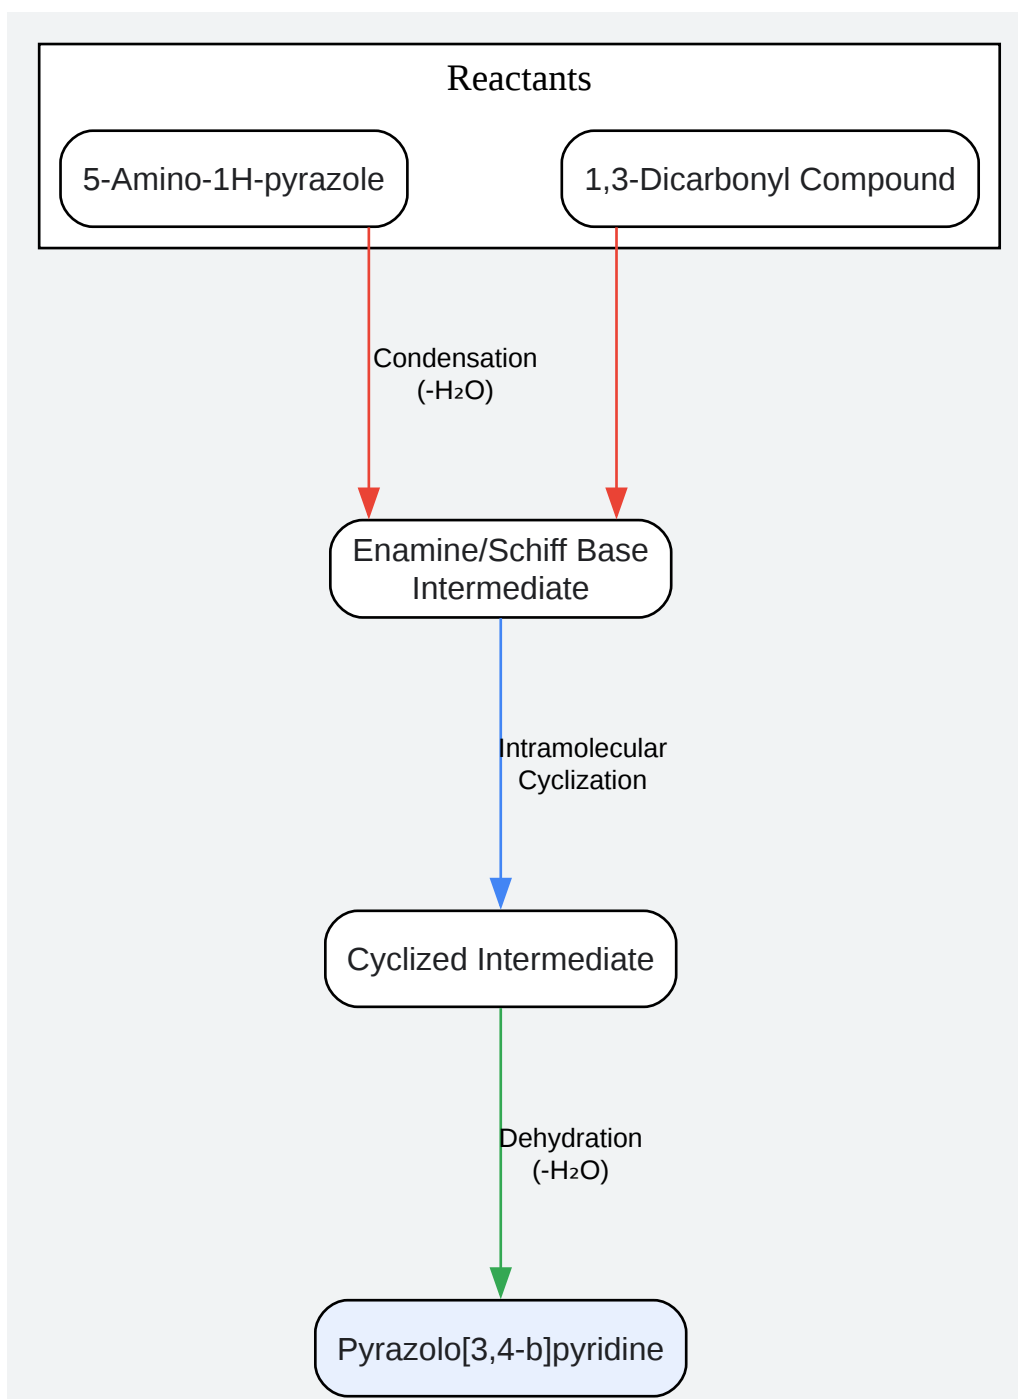 Reactants
5-Amino-1H-pyrazole
1,3-Dicarbonyl Compound
Condensation
(-H₂O)
Enamine/Schiff Base
Intermediate
Intramolecular
Cyclization
Cyclized Intermediate
Dehydration
(-H₂O)
Pyrazolo[3,4-b]pyridine